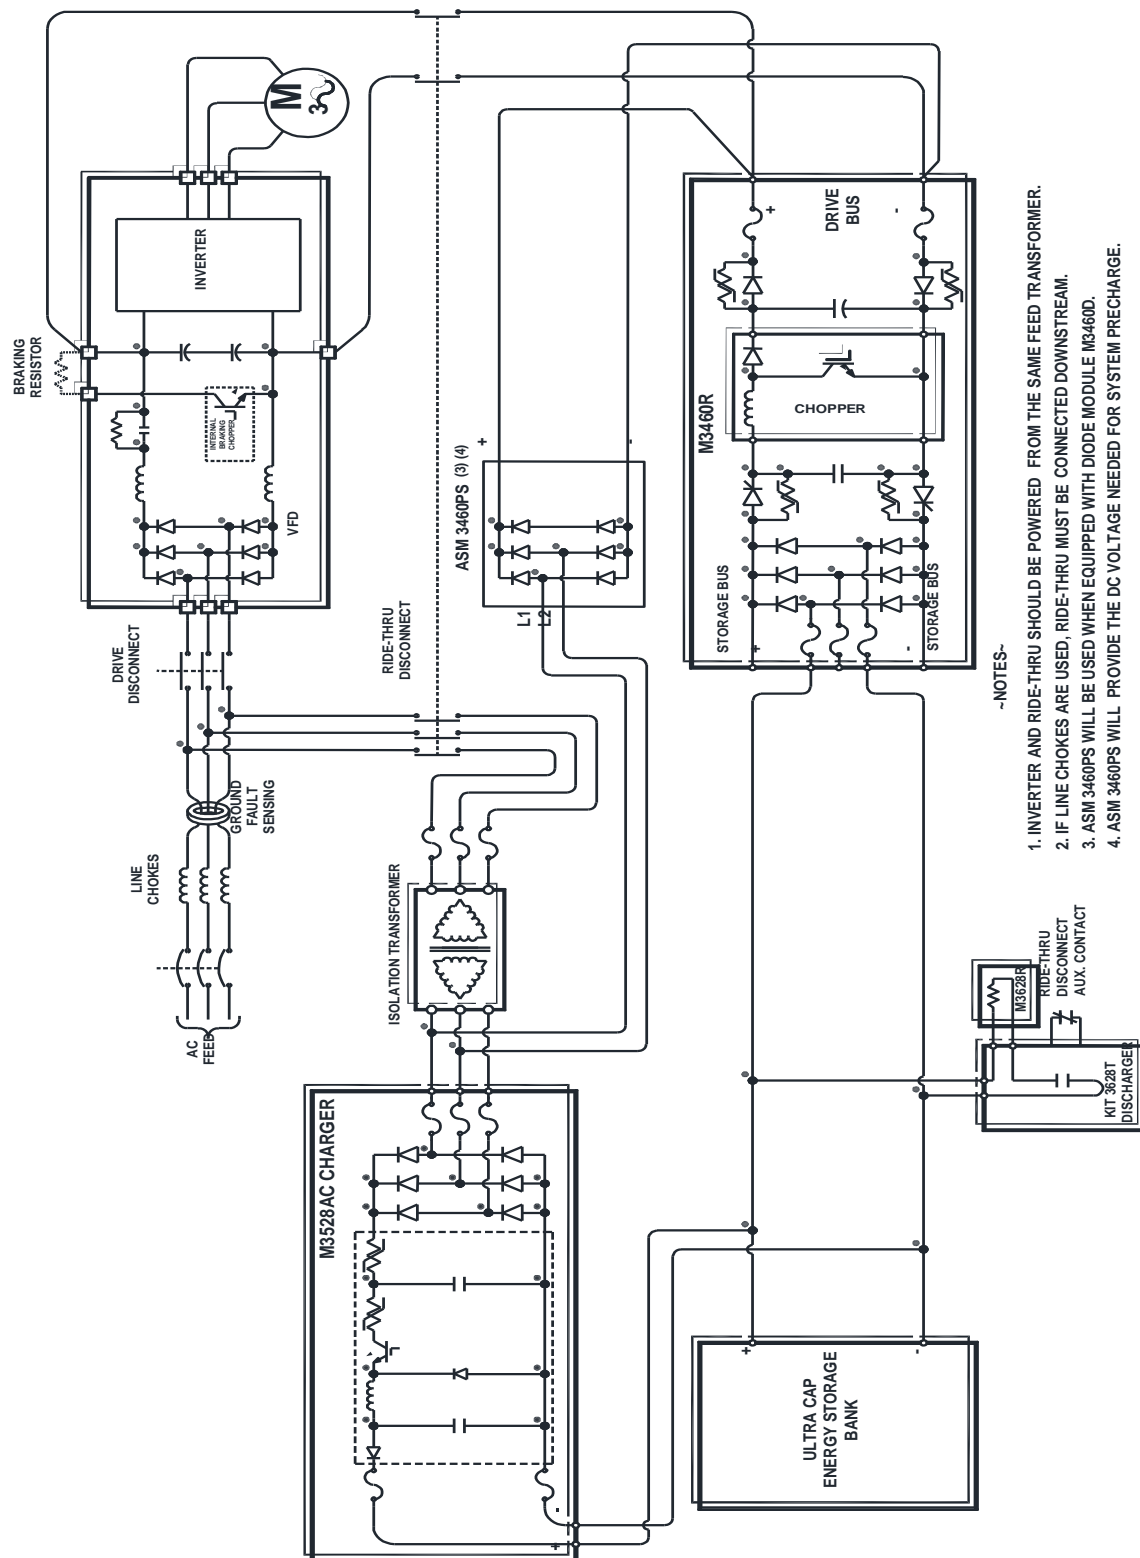 BRAKING
RESISTOR
INVERTER
INTERNAL
BRAKING
CHOPPER
VFD
M
3
DRIVE
DISCONNECT
GROUND
FAULT
SENSING
LINE
CHOKES
AC
FEED
RIDE-THRU
DISCONNECT
ASM 3460PS (3) (4)
+
-
L1
L2
ISOLATION TRANSFORMER
M3528AC CHARGER
+
-
M3460R
DRIVE
BUS
+
-
CHOPPER
STORAGE BUS
+
STORAGE BUS
-
ULTRA CAP
ENERGY STORAGE
BANK
+
-
M3628R
RIDE-THRU
DISCONNECT
AUX. CONTACT
KIT 3628T
DISCHARGER
~NOTES~
1. INVERTER AND RIDE-THRU SHOULD BE POWERED FROM THE SAME FEED TRANSFORMER.
2. IF LINE CHOKES ARE USED, RIDE-THRU MUST BE CONNECTED DOWNSTREAM.
3. ASM 3460PS WILL BE USED WHEN EQUIPPED WITH DIODE MODULE M3460D.
4. ASM 3460PS WILL PROVIDE THE DC VOLTAGE NEEDED FOR SYSTEM PRECHARGE.